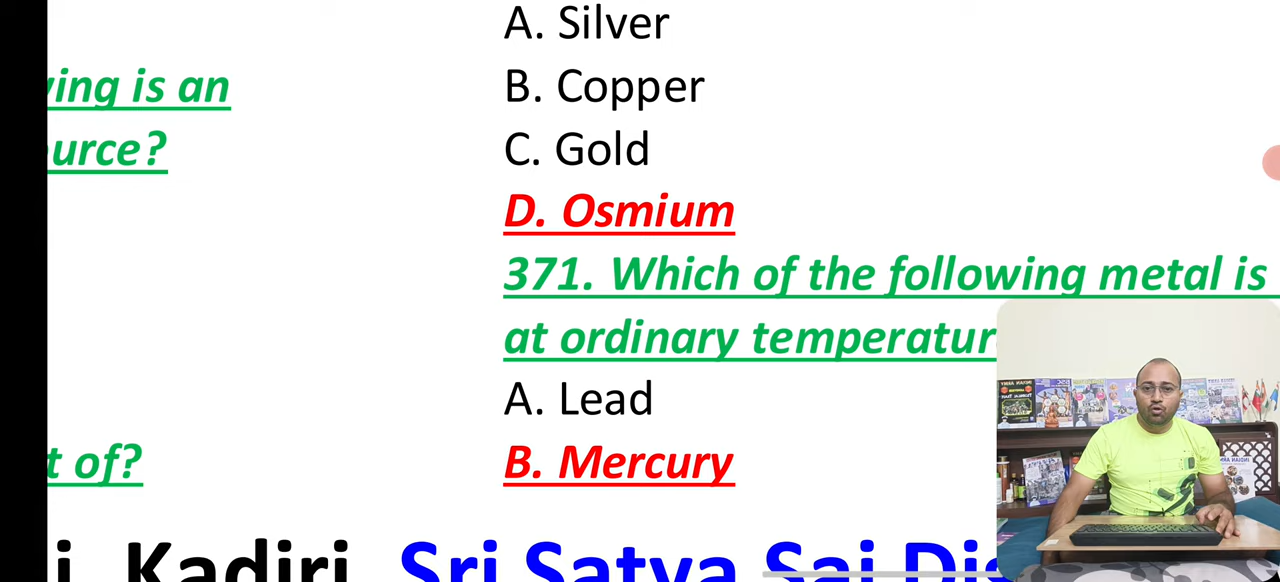 A. Silver
B. Copper
C. Gold
D. Osmium
371. Which of the following metal is
at ordinary temperatur
A. Lead
B. Mercury
ving is an
urce?
t of?
i, Kadiri, Sri Satya Sai Dis